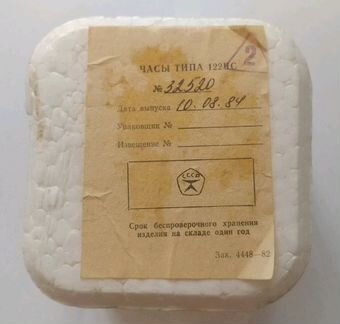 2
ЧАСЫ ТИПА 122ЧС
№ 32520
Дата выпуска 10.08.84
Упаковщик №
Извещение №
СССР
Срок беспроверочного хранения
изделия на складе один год
Зак. 4448—82